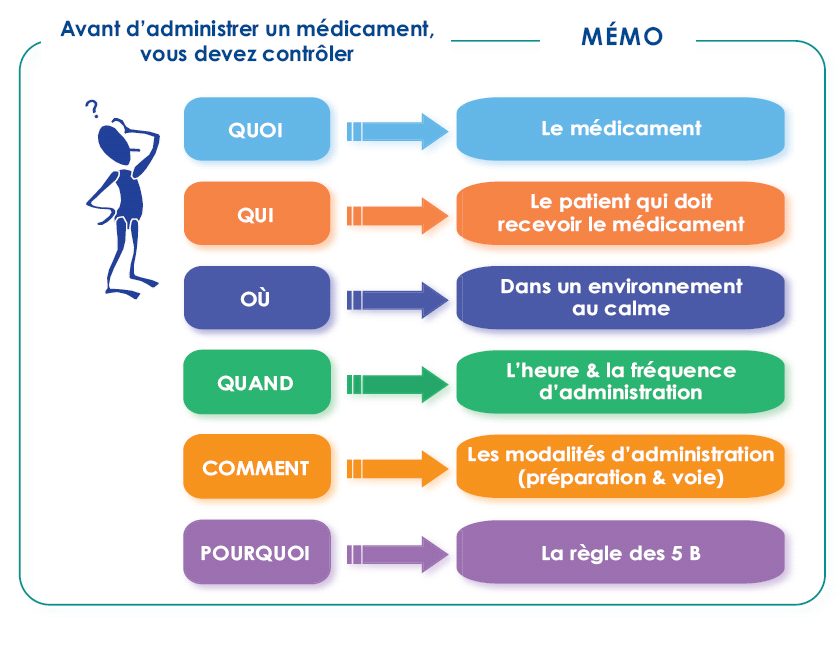 Avant d’administrer un médicament,
vous devez contrôler
MÉMO
?
QUOI
Le médicament
QUI
Le patient qui doit
recevoir le médicament
OÙ
Dans un environnement
au calme
QUAND
L’heure & la fréquence
d’administration
COMMENT
Les modalités d’administration
(préparation & voie)
POURQUOI
La règle des 5 B